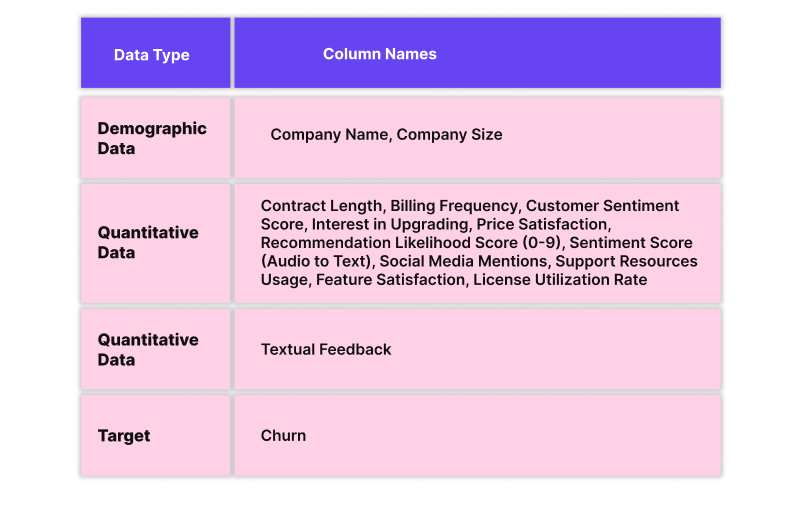 Data Type
Column Names
Demographic
Data
Company Name, Company Size
Quantitative
Data
Contract Length, Billing Frequency, Customer Sentiment
Score, Interest in Upgrading, Price Satisfaction,
Recommendation Likelihood Score (0-9), Sentiment Score
(Audio to Text), Social Media Mentions, Support Resources
Usage, Feature Satisfaction, License Utilization Rate
Quantitative
Data
Textual Feedback
Target
Churn